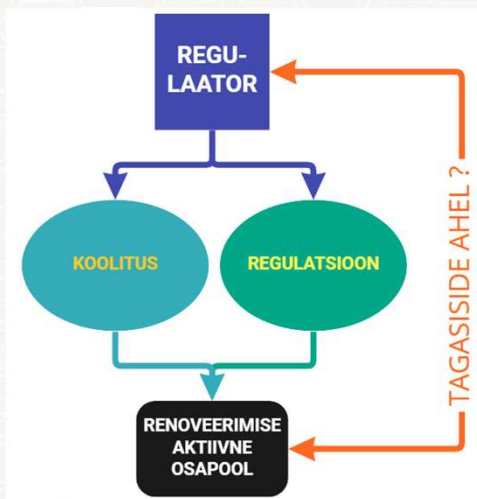 REGU-
LAATOR
KOOLITUS
REGULATSIOON
TAGASISIDE AHEL ?
RENOVEERIMISE
AKTIIVNE
OSAPOOL